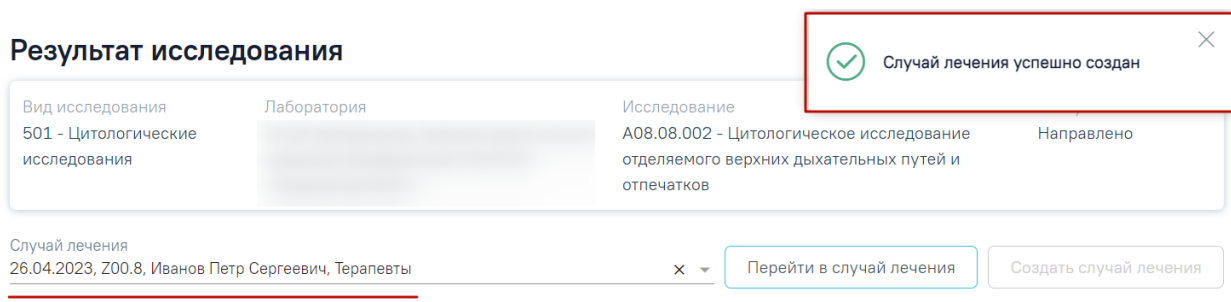 Результат исследования
Случай лечения успешно создан
Вид исследования
501 - Цитологические
исследования
Лаборатория
Исследование
A08.08.002 - Цитологическое исследование
отделяемого верхних дыхательных путей и
отпечатков
Направлено
Случай лечения
26.04.2023, Z00.8, Иванов Петр Сергеевич, Терапевты
Перейти в случай лечения
Создать случай лечения